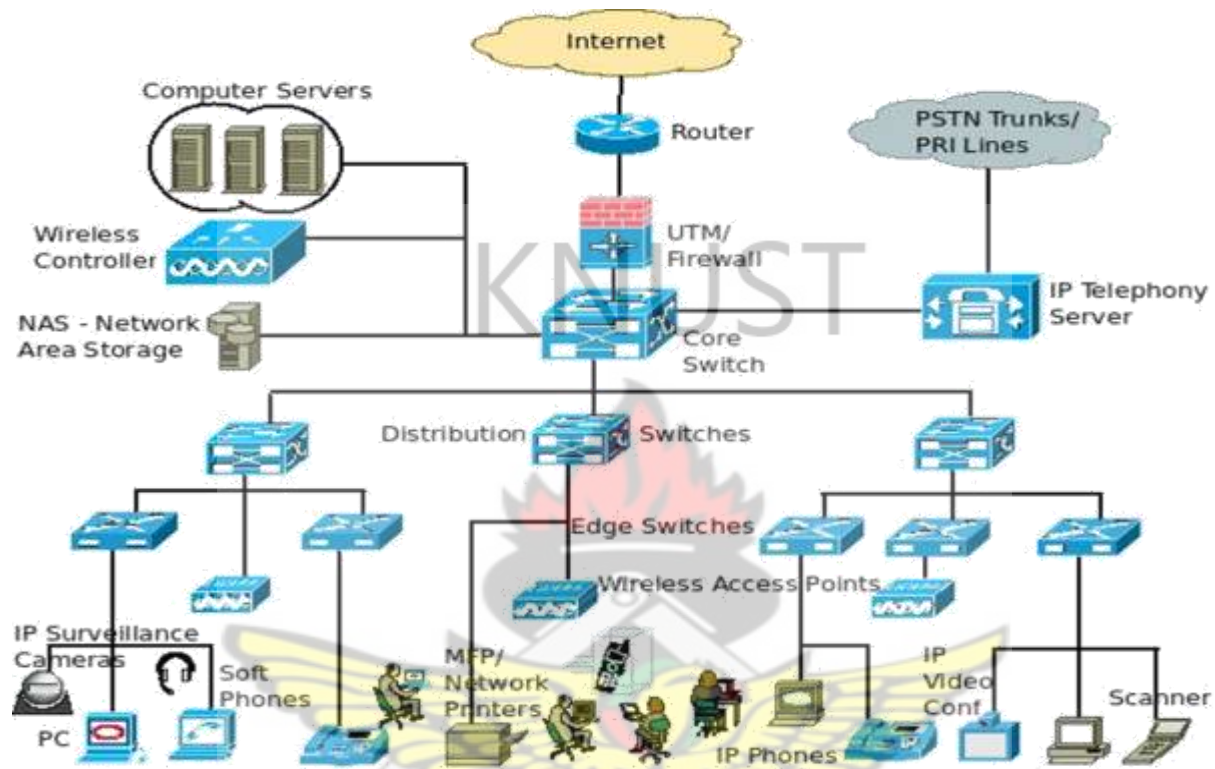 Internet
Computer Servers
Router
PSTN Trunks/
PRI Lines
Wireless
Controller
UTM/
Firewall
KNUST
IP Telephony
Server
NAS - Network
Area Storage
Core
Switch
Distribution
Switches
Edge Switches
Wireless Access Points
IP Surveillance
Cameras
Soft
Phones
MFP/
Network
Printers
IP
Video
Conf
Scanner
PC
IP Phones